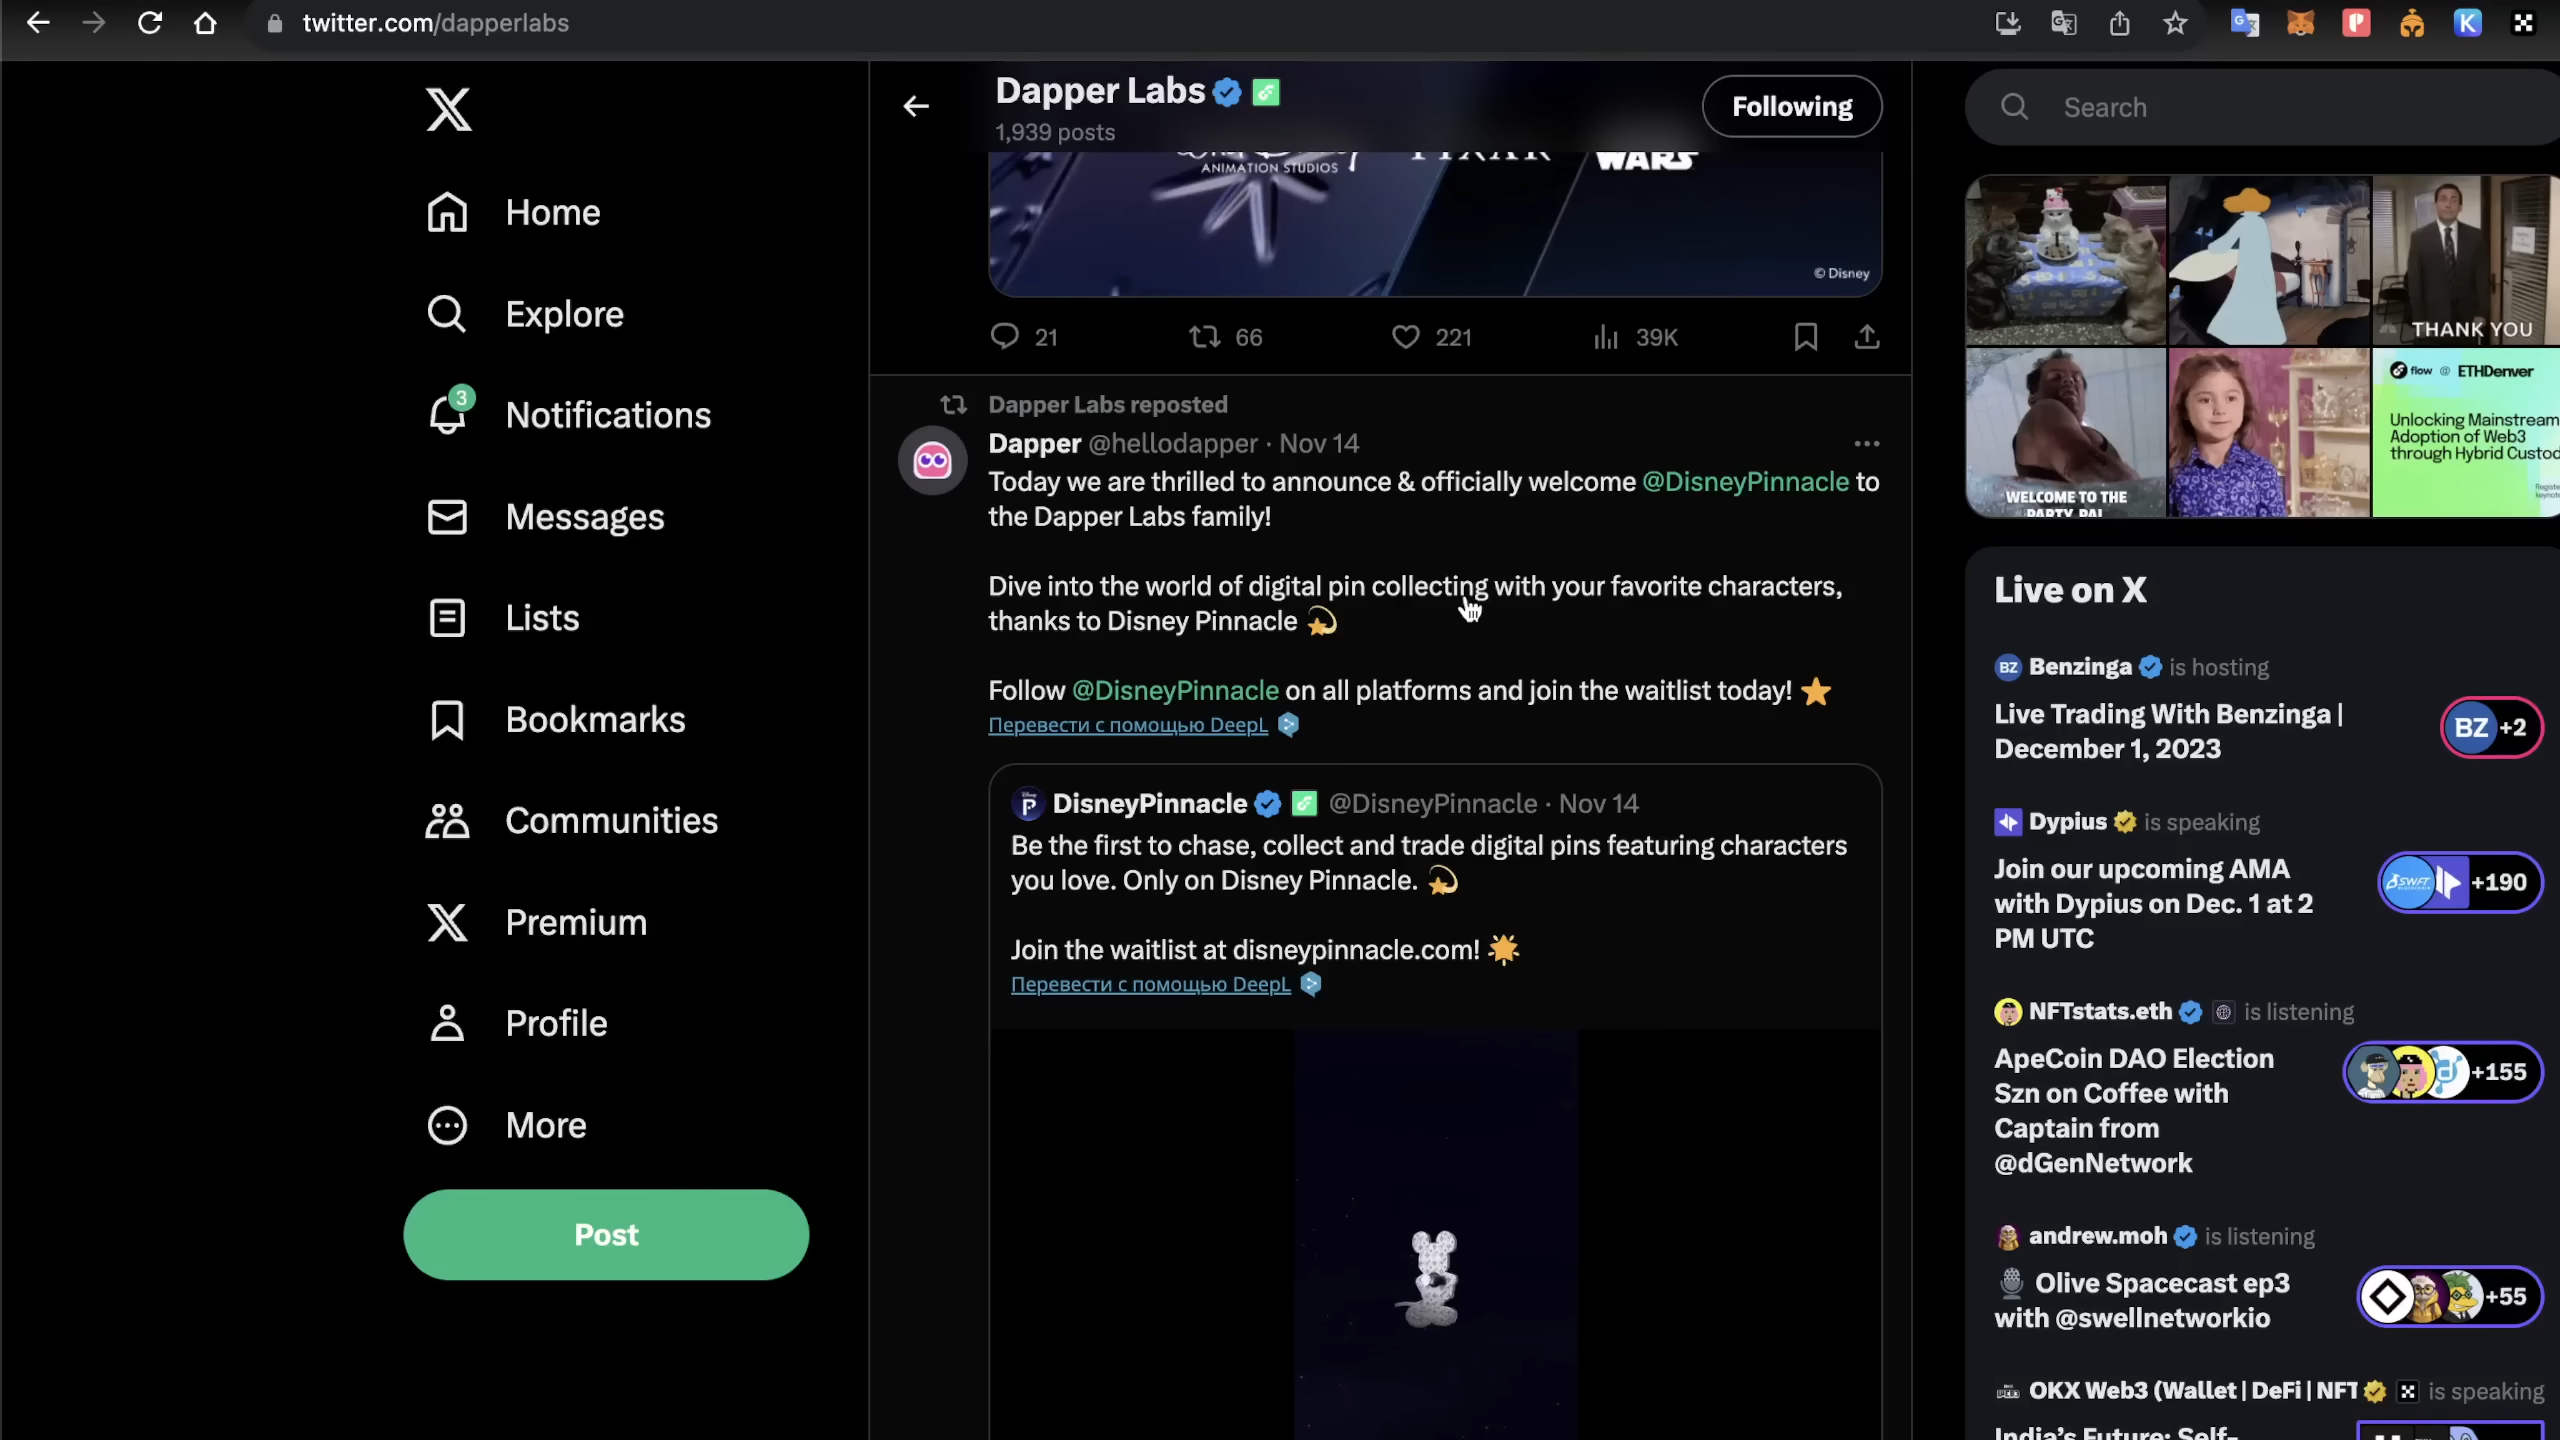 twitter.com/dapperlabs
Dapper Labs
1,939 posts
Following
Search
Home
Explore
3
Notifications
Messages
Lists
Bookmarks
Communities
Premium
Profile
More
Post
ANIMATION STUDIOS
PIXAR
WARS
© Disney
21
66
221
39K
Dapper Labs reposted
Dapper @hellodapper · Nov 14
Today we are thrilled to announce & officially welcome @DisneyPinnacle to
the Dapper Labs family!
Dive into the world of digital pin collecting with your favorite characters,
thanks to Disney Pinnacle 💫
Follow @DisneyPinnacle on all platforms and join the waitlist today! ⭐
Перевести с помощью DeepL
DisneyPinnacle @DisneyPinnacle · Nov 14
Be the first to chase, collect and trade digital pins featuring characters
you love. Only on Disney Pinnacle. 💫
Join the waitlist at disneypinnacle.com! 🌟
Перевести с помощью DeepL
THANK YOU
WELCOME TO THE
PARTY, PAL
flow @ ETHDenver
Unlocking Mainstream
Adoption of Web3
through Hybrid Custod
Live on X
BZ Benzinga is hosting
Live Trading With Benzinga |
December 1, 2023
BZ +2
Dypius is speaking
Join our upcoming AMA
with Dypius on Dec. 1 at 2
PM UTC
SWFT
+190
NFTstats.eth is listening
ApeCoin DAO Election
Szn on Coffee with
Captain from
@dGenNetwork
+155
andrew.moh is listening
🎙 Olive Spacecast ep3
with @swellnetworkio
+55
OKX Web3 (Wallet | DeFi | NFT is speaking
India's Future: Self-